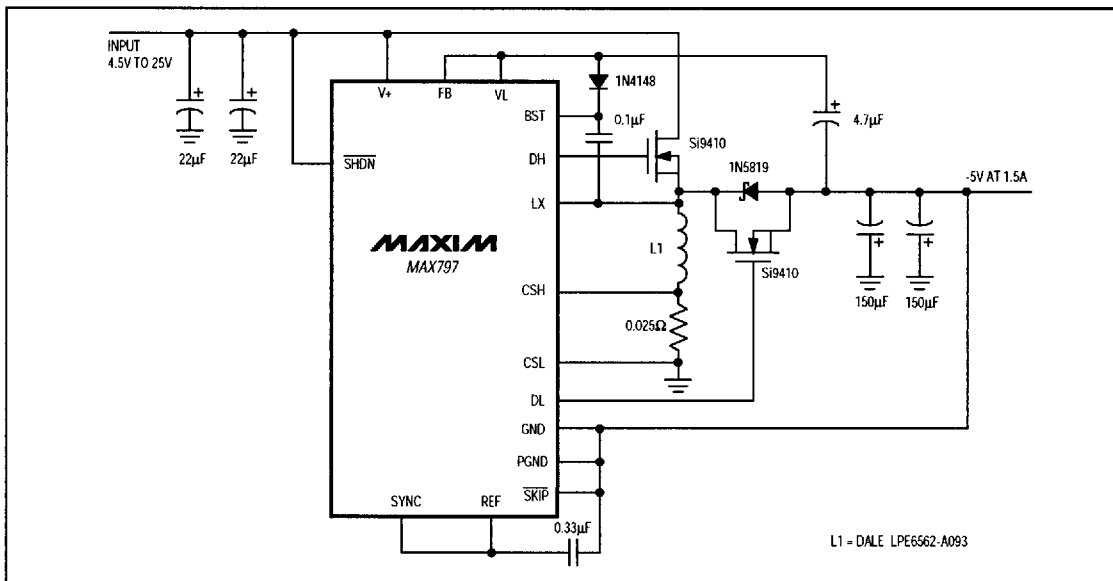 INPUT
4.5V TO 25V
22µF
22µF
V+
FB
VL
1N4148
BST
0.1µF
4.7µF
Si9410
SHDN
DH
1N5819
-5V AT 1.5A
LX
MAXIM
MAX797
L1
Si9410
CSH
150µF
150µF
0.025Ω
CSL
DL
GND
PGND
SYNC
REF
SKIP
0.33µF
L1 = DALE LPE6562-A093